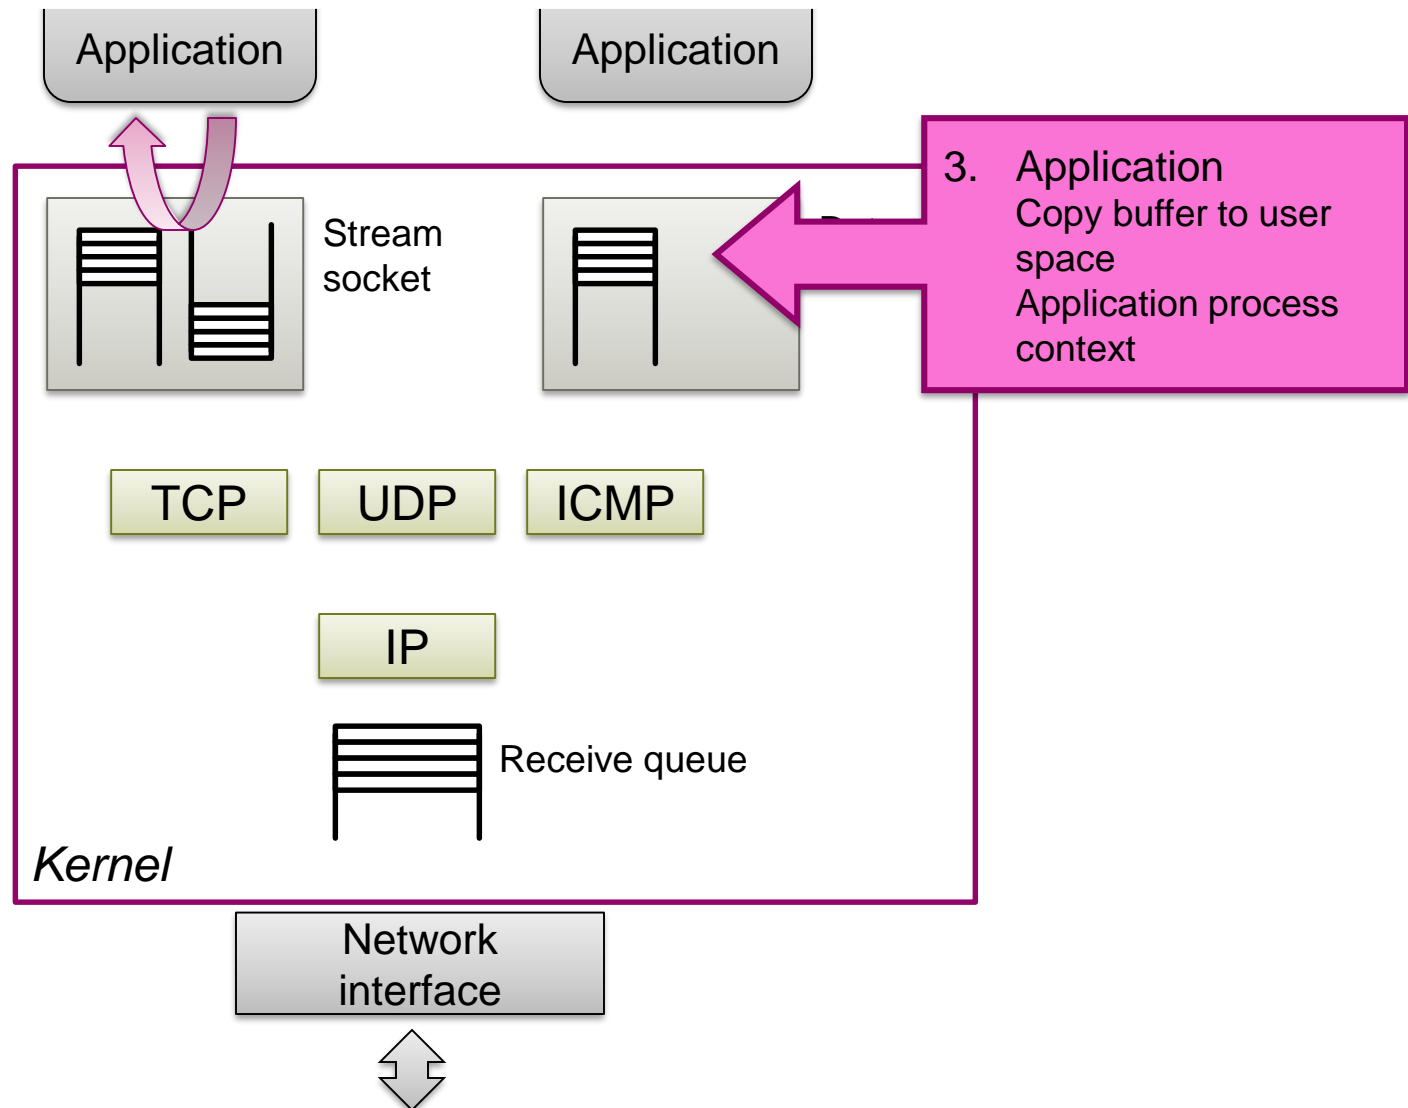 Application
Application
3. Application
Copy buffer to user
space
Application process
context
Stream
socket
TCP
UDP
ICMP
IP
Receive queue
Kernel
Network
interface